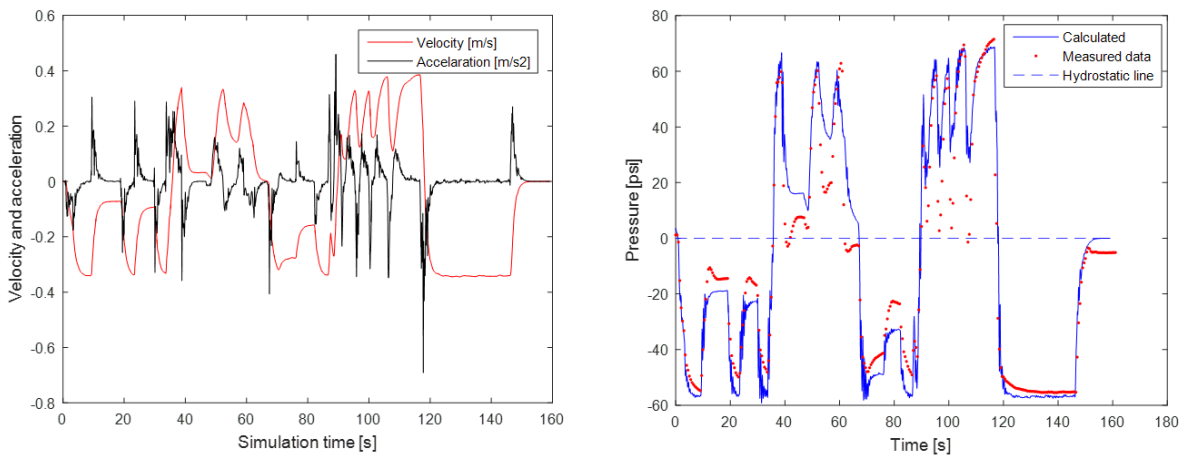 Velocity and acceleration
0.6
0.4
0.2
0
-0.2
-0.4
-0.6
-0.8
0 20 40 60 80 100 120 140 160
Simulation time [s]
Velocity [m/s]
Accelaration [m/s2]
Pressure [psi]
80
60
40
20
0
-20
-40
-60
0 20 40 60 80 100 120 140 160 180
Time [s]
Calculated
Measured data
Hydrostatic line